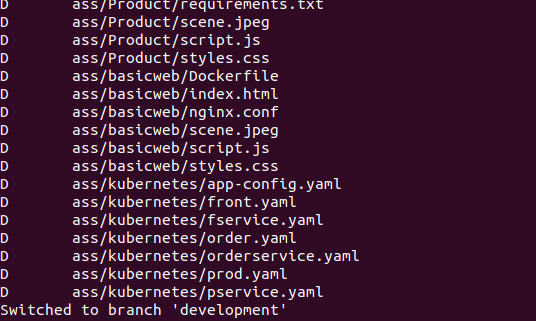 D ass/Product/requirements.txt
D ass/Product/scene.jpeg
D ass/Product/script.js
D ass/Product/styles.css
D ass/basicweb/Dockerfile
D ass/basicweb/index.html
D ass/basicweb/nginx.conf
D ass/basicweb/scene.jpeg
D ass/basicweb/script.js
D ass/basicweb/styles.css
D ass/kubernetes/app-config.yaml
D ass/kubernetes/front.yaml
D ass/kubernetes/fservice.yaml
D ass/kubernetes/order.yaml
D ass/kubernetes/orderservice.yaml
D ass/kubernetes/prod.yaml
D ass/kubernetes/pservice.yaml
Switched to branch 'development'